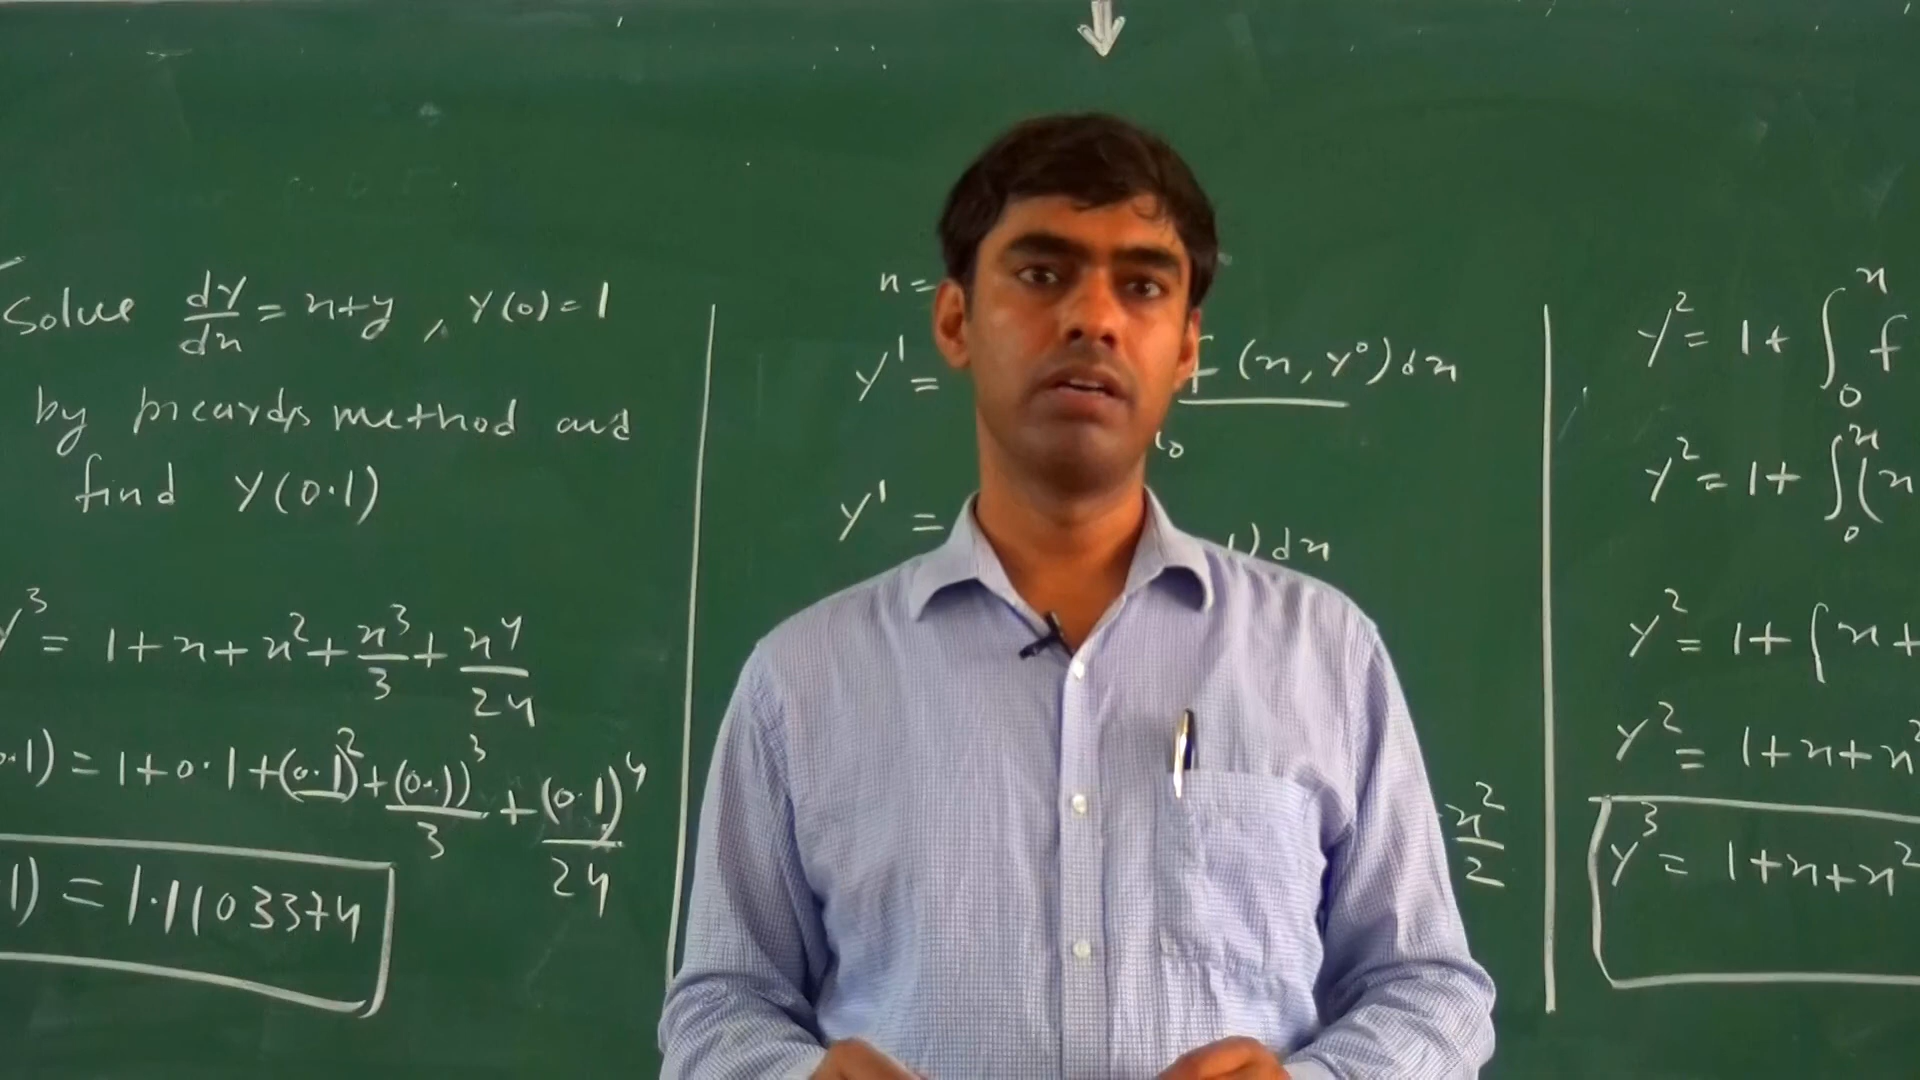 Solve dy/dx = x+y, y(0)=1
by picards method and
find y(0.1)
y³ = 1+x+x²+x³/3+x⁴/24
.1) = 1+0.1+(0.1)²+(0.1)³/3+(0.1)⁴/24
1) = 1.1103374
n=
y¹ = f(x, y⁰)dx
y¹ = 1)dx
x²/2
y² = 1+∫₀ˣ f
y² = 1+∫₀ˣ(x
y² = 1+∫x+
y² = 1+x+x²
y³ = 1+x+x²